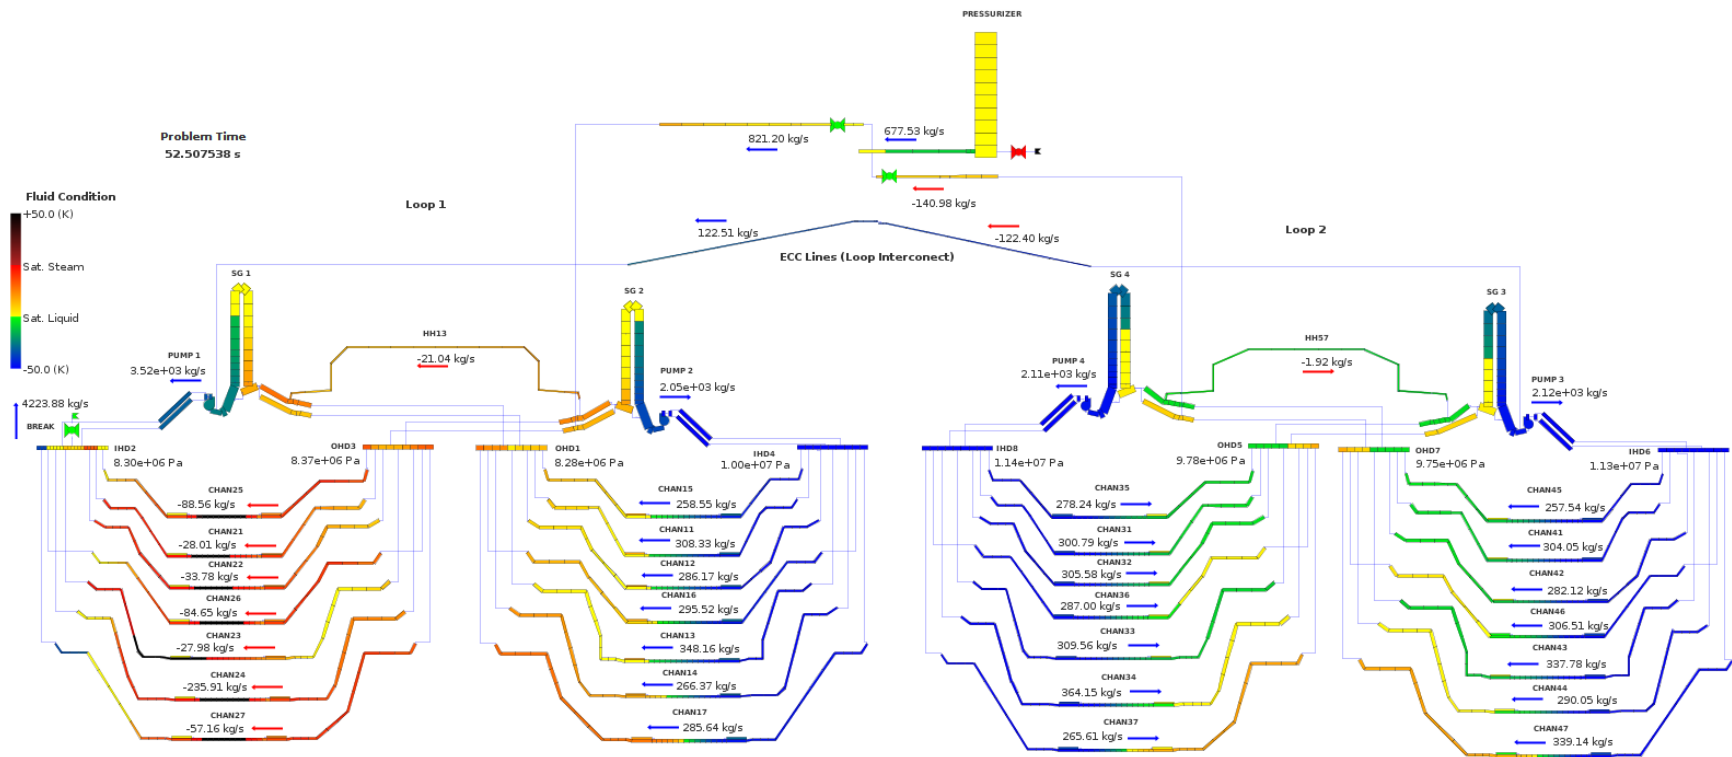 PRESSURIZER
Problem Time
52.507538 s
821.20 kg/s
677.53 kg/s
-140.98 kg/s
Fluid Condition
+50.0 (K)
Sat. Steam
Sat. Liquid
-50.0 (K)
Loop 1
Loop 2
122.51 kg/s
-122.40 kg/s
ECC Lines (Loop Interconect)
SG 1
SG 2
SG 4
SG 3
HH13
-21.04 kg/s
HH57
-1.92 kg/s
PUMP 1
3.52e+03 kg/s
PUMP 2
2.05e+03 kg/s
PUMP 4
2.11e+03 kg/s
PUMP 3
2.12e+03 kg/s
4223.88 kg/s
BREAK
IHD2
8.30e+06 Pa
OHD3
8.37e+06 Pa
OHD1
8.28e+06 Pa
IHD4
1.00e+07 Pa
IHD8
1.14e+07 Pa
OHD5
9.78e+06 Pa
OHD7
9.75e+06 Pa
IHD6
1.13e+07 Pa
CHAN25
-88.56 kg/s
CHAN21
-28.01 kg/s
CHAN22
-33.78 kg/s
CHAN26
-84.65 kg/s
CHAN23
-27.98 kg/s
CHAN24
-235.91 kg/s
CHAN27
-57.16 kg/s
CHAN15
258.55 kg/s
CHAN11
308.33 kg/s
CHAN12
286.17 kg/s
CHAN16
295.52 kg/s
CHAN13
348.16 kg/s
CHAN14
266.37 kg/s
CHAN17
285.64 kg/s
CHAN35
278.24 kg/s
CHAN31
300.79 kg/s
CHAN32
305.58 kg/s
CHAN36
287.00 kg/s
CHAN33
309.56 kg/s
CHAN34
364.15 kg/s
CHAN37
265.61 kg/s
CHAN45
257.54 kg/s
CHAN41
304.05 kg/s
CHAN42
282.12 kg/s
CHAN46
306.51 kg/s
CHAN43
337.78 kg/s
CHAN44
290.05 kg/s
CHAN47
339.14 kg/s